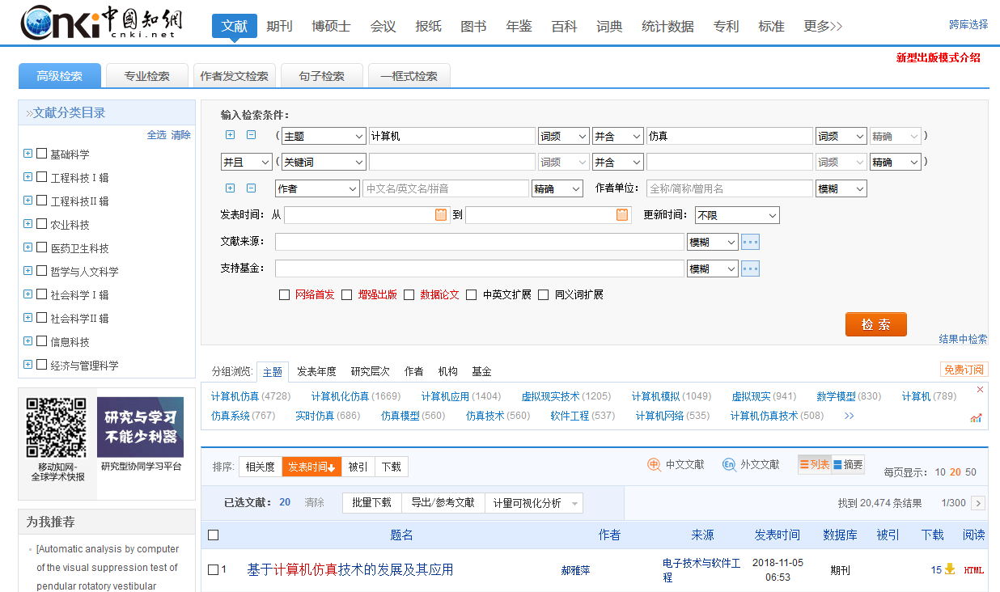 Cnki 中國知網
cnki.net
文献 期刊 博硕士 会议 报纸 图书 年鉴 百科 词典 统计数据 专利 标准 更多>>
跨库选择
新型出版模式介绍
高级检索 专业检索 作者发文检索 句子检索 一框式检索
»文献分类目录
全选 清除
基础科学
工程科技Ⅰ辑
工程科技Ⅱ辑
农业科技
医药卫生科技
哲学与人文科学
社会科学Ⅰ辑
社会科学Ⅱ辑
信息科技
经济与管理科学
输入检索条件:
( 主题 计算机 词频 并含 仿真 词频 精确 )
并且 ( 关键词 词频 并含 词频 精确 )
作者 中文名/英文名/拼音 精确 作者单位: 全称/简称/曾用名 模糊
发表时间: 从 到 更新时间: 不限
文献来源: 模糊 ...
支持基金: 模糊 ...
网络首发 增强出版 数据论文 中英文扩展 同义词扩展
检 索
结果中检索
分组浏览: 主题 发表年度 研究层次 作者 机构 基金 免费订阅
计算机仿真(4728) 计算机化仿真(1669) 计算机应用(1404) 虚拟现实技术(1205) 计算机模拟(1049) 虚拟现实(941) 数学模型(830) 计算机(789)
仿真系统(767) 实时仿真(686) 仿真模型(560) 仿真技术(560) 软件工程(537) 计算机网络(535) 计算机仿真技术(508) >>
移动知网-
全球学术快报
研究与学习
不能少利器
研究型协同学习平台
排序: 相关度 发表时间↓ 被引 下载 中 中文文献 En 外文文献 列表 摘要 每页显示: 10 20 50
已选文献: 20 清除 批量下载 导出/参考文献 计量可视化分析 找到 20,474 条结果 1/300 >
题名 作者 来源 发表时间 数据库 被引 下载 阅读
1 基于计算机仿真技术的发展及其应用 郝雅萍 电子技术与软件工程 2018-11-05 06:53 期刊 15 HTML
为我推荐
[Automatic analysis by computer
of the visual suppression test of
pendular rotatory vestibular